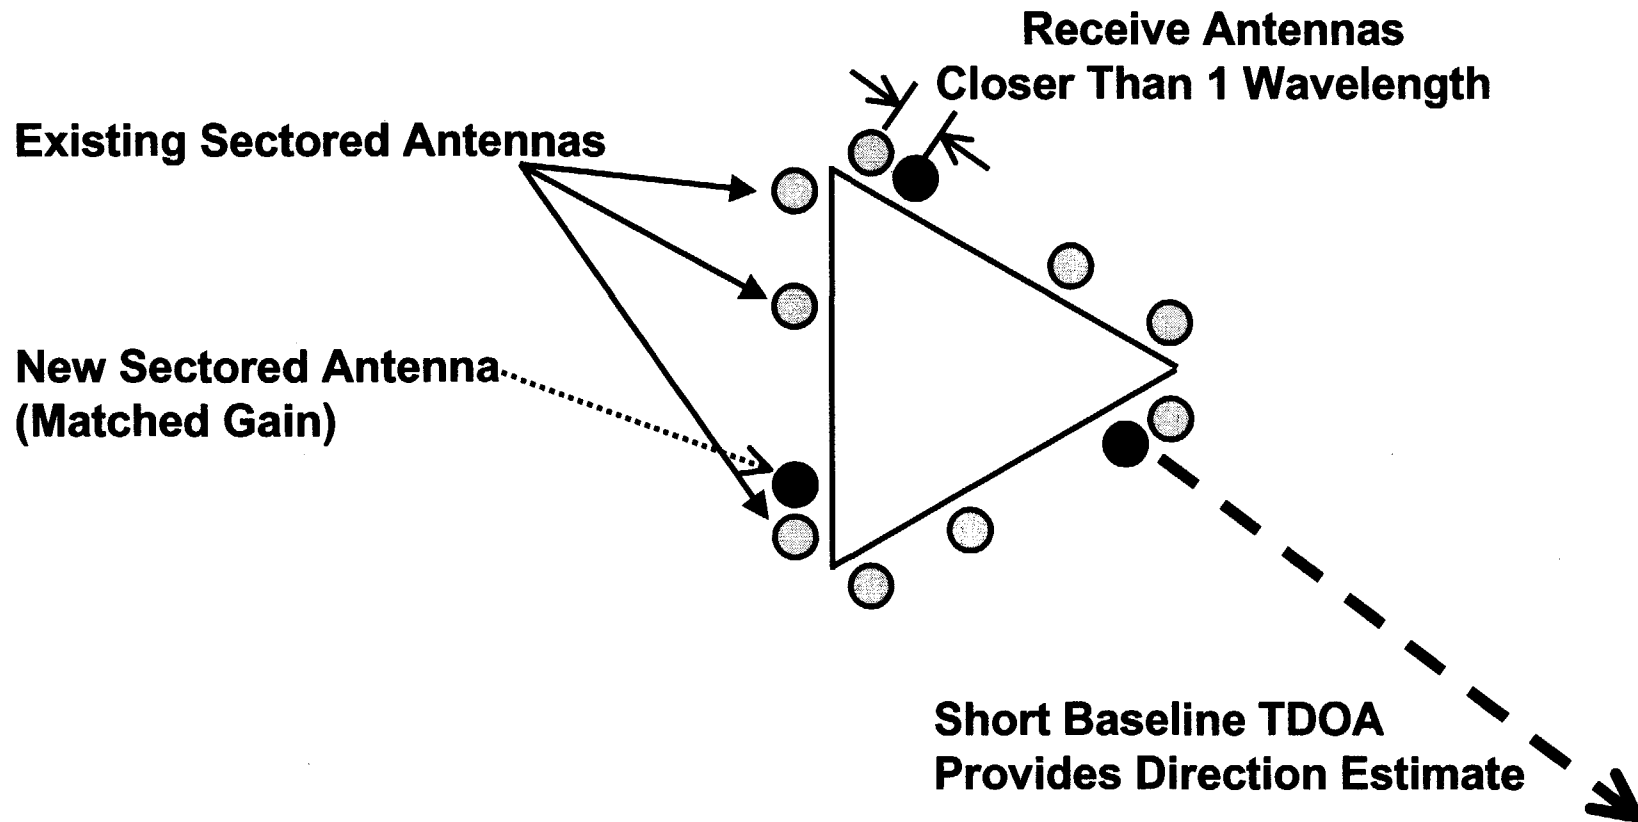 Receive Antennas
Closer Than 1 Wavelength
Existing Sectored Antennas
New Sectored Antenna
(Matched Gain)
Short Baseline TDOA
Provides Direction Estimate